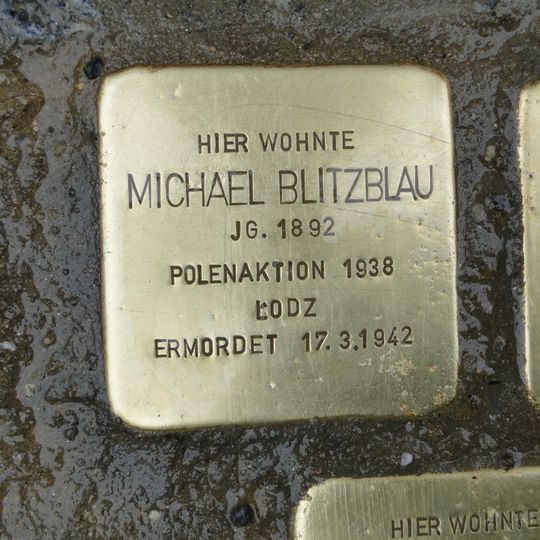 HIER WOHNTE
MICHAEL BLITZBLAU
JG. 1892
POLENAKTION 1938
ŁODZ
ERMORDET 17.3.1942
HIER WOHNTE